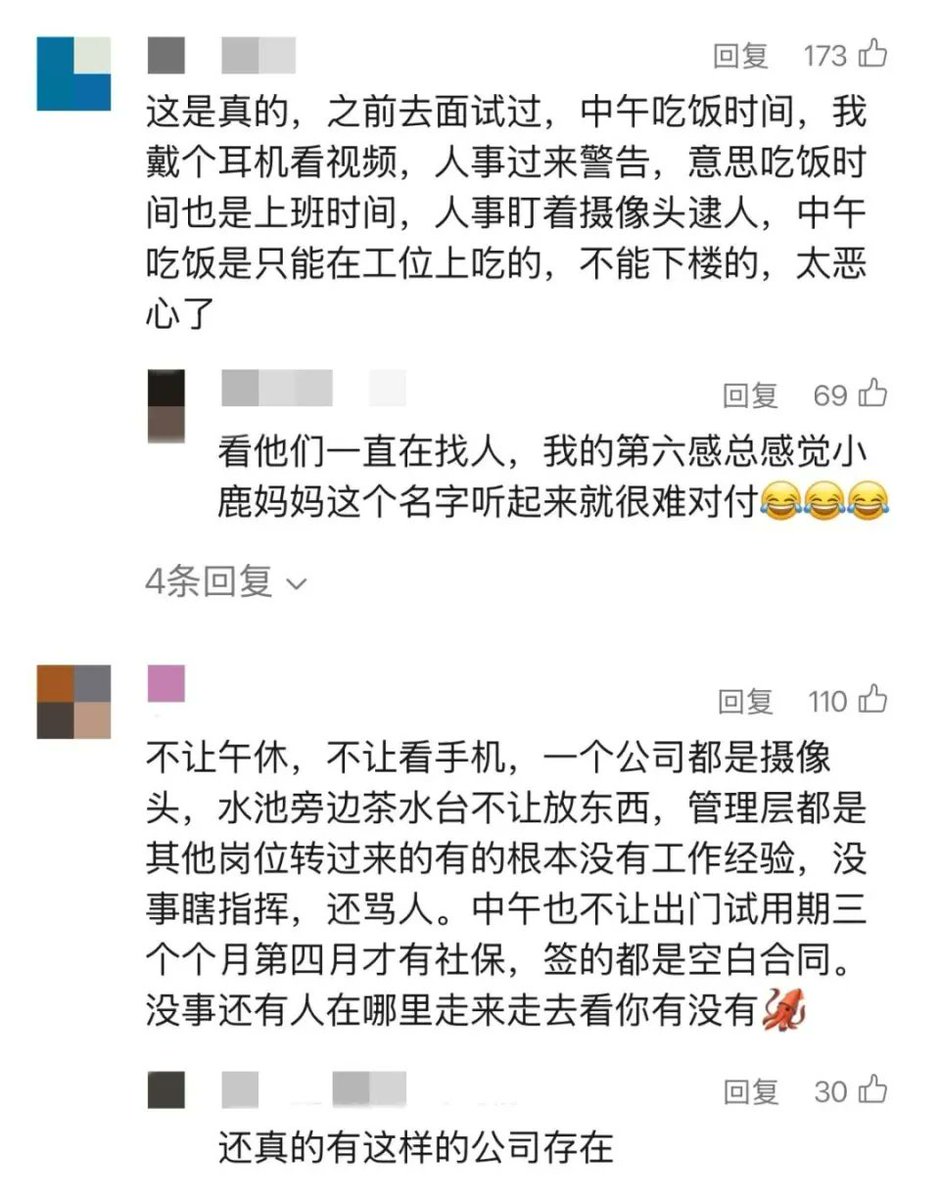 回复 173
这是真的，之前去面试过，中午吃饭时间，我
戴个耳机看视频，人事过来警告，意思吃饭时
间也是上班时间，人事盯着摄像头逮人，中午
吃饭是只能在工位上吃的，不能下楼的，太恶
心了
回复 69
看他们一直在找人，我的第六感总感觉小
鹿妈妈这个名字听起来就很难对付😂😂😂
4条回复
回复 110
不让午休，不让看手机，一个公司都是摄像
头，水池旁边茶水台不让放东西，管理层都是
其他岗位转过来的有的根本没有工作经验，没
事瞎指挥，还骂人。中午也不让出门试用期三
个个月第四月才有社保，签的都是空白合同。
没事还有人在哪里走来走去看你有没有🦑
回复 30
还真的有这样的公司存在